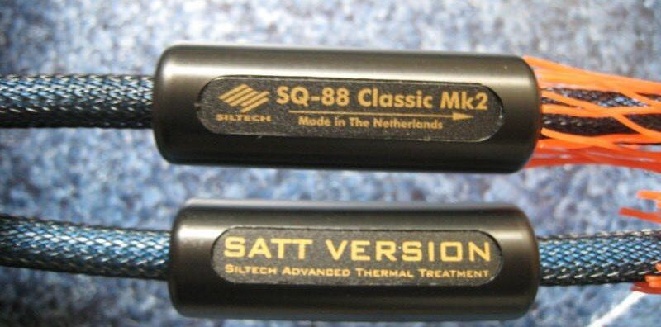 SILTECH
SQ-88 Classic Mk2
Made in The Netherlands
SATT VERSION
SILTECH ADVANCED THERMAL TREATMENT